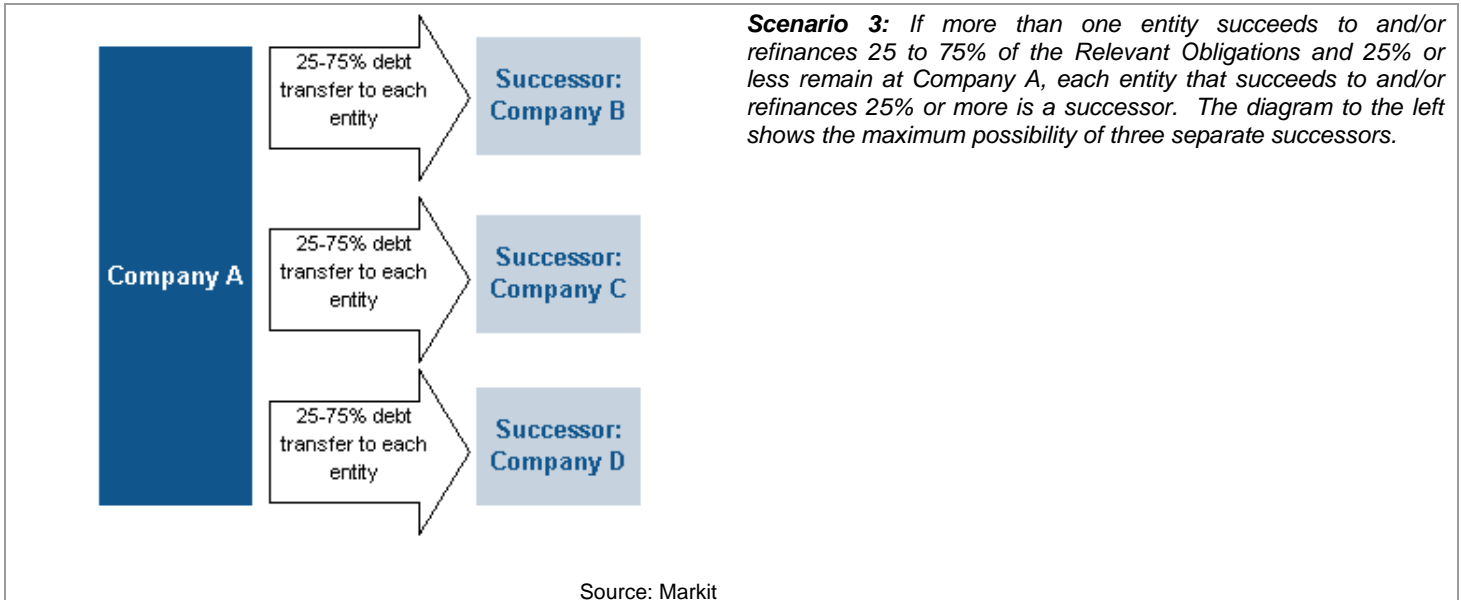 Company A
25-75% debt
transfer to each
entity
Successor:
Company B
25-75% debt
transfer to each
entity
Successor:
Company C
25-75% debt
transfer to each
entity
Successor:
Company D
Scenario 3: If more than one entity succeeds to and/or
refinances 25 to 75% of the Relevant Obligations and 25% or
less remain at Company A, each entity that succeeds to and/or
refinances 25% or more is a successor. The diagram to the left
shows the maximum possibility of three separate successors.
Source: Markit